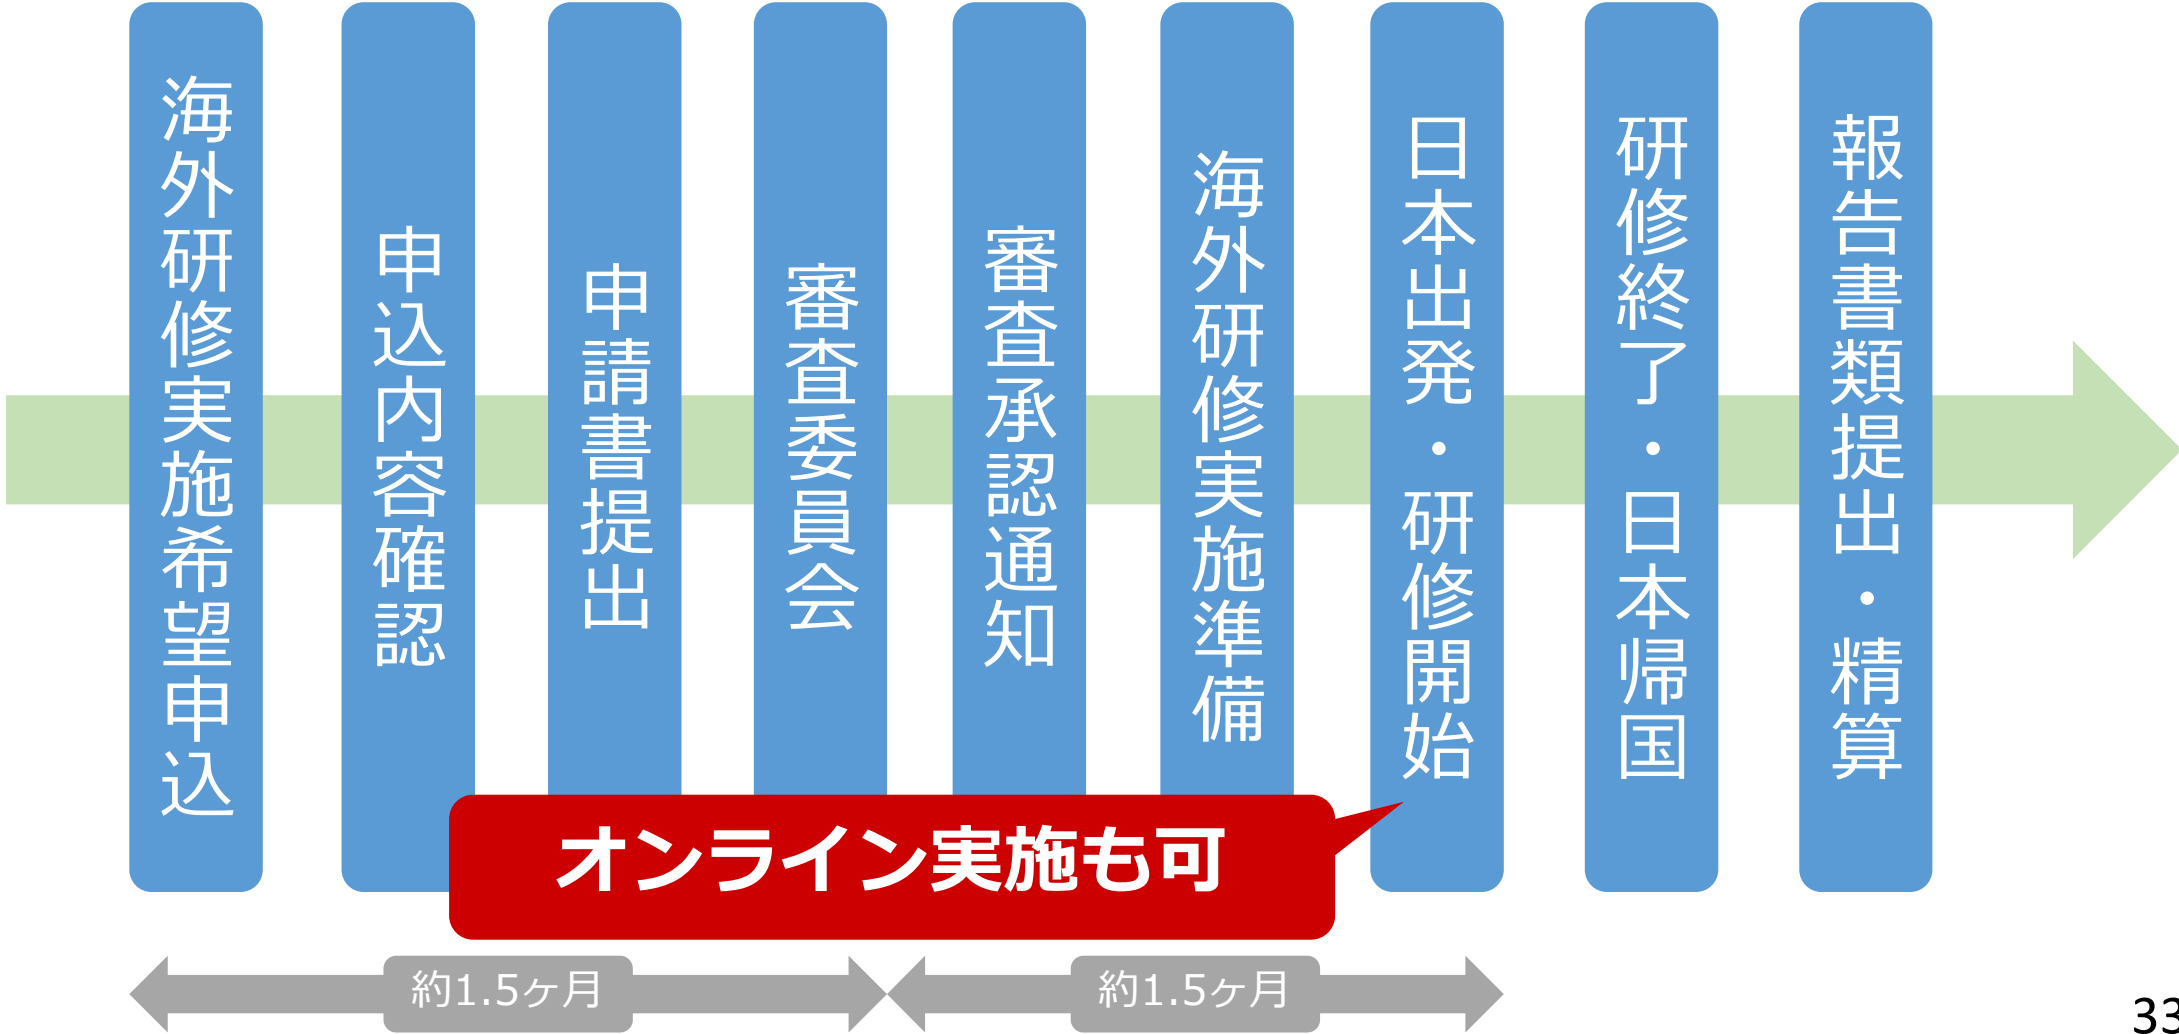 海外研修実施希望申込
申込内容確認
申請書提出
審査委員会
審査承認通知
海外研修実施準備
日本出発・研修開始
研修終了・日本帰国
報告書類提出・精算
オンライン実施も可
約1.5ヶ月
約1.5ヶ月
33